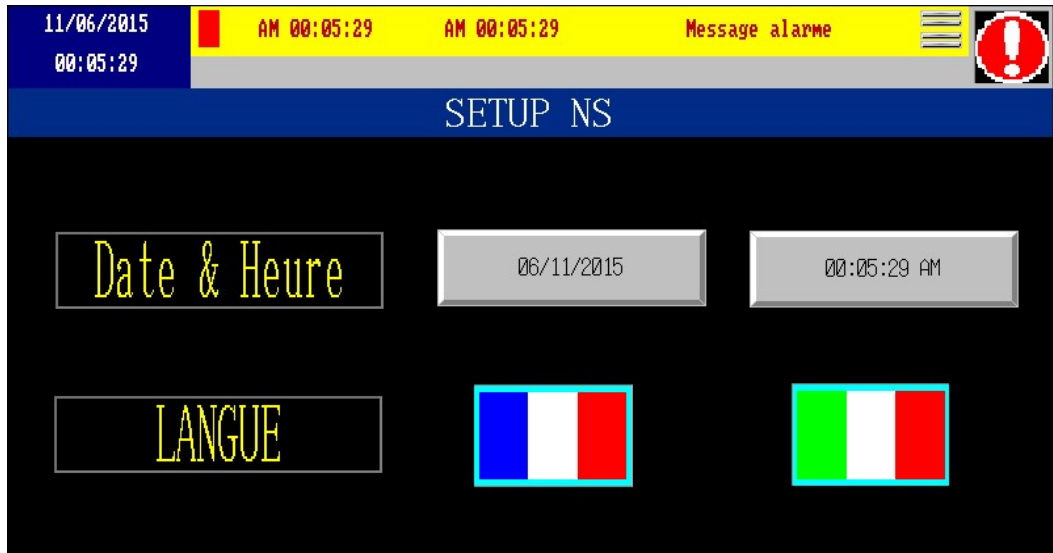 11/06/2015
00:05:29
AM 00:05:29 AM 00:05:29 Message alarme
SETUP NS
Date & Heure
06/11/2015
00:05:29 AM
LANGUE